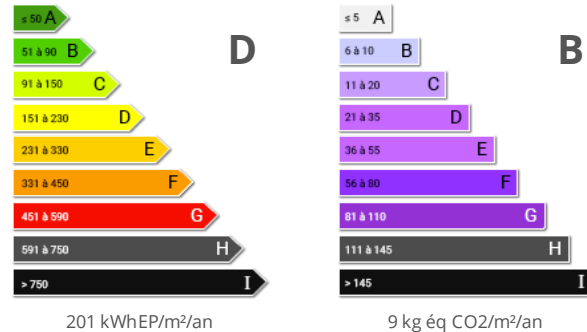 ≤ 50 A
51 à 90 B
91 à 150 C
151 à 230 D
231 à 330 E
331 à 450 F
451 à 590 G
591 à 750 H
> 750 I
D
201 kWhEP/m²/an
≤ 5 A
6 à 10 B
11 à 20 C
21 à 35 D
36 à 55 E
56 à 80 F
81 à 110 G
111 à 145 H
> 145 I
B
9 kg éq CO2/m²/an